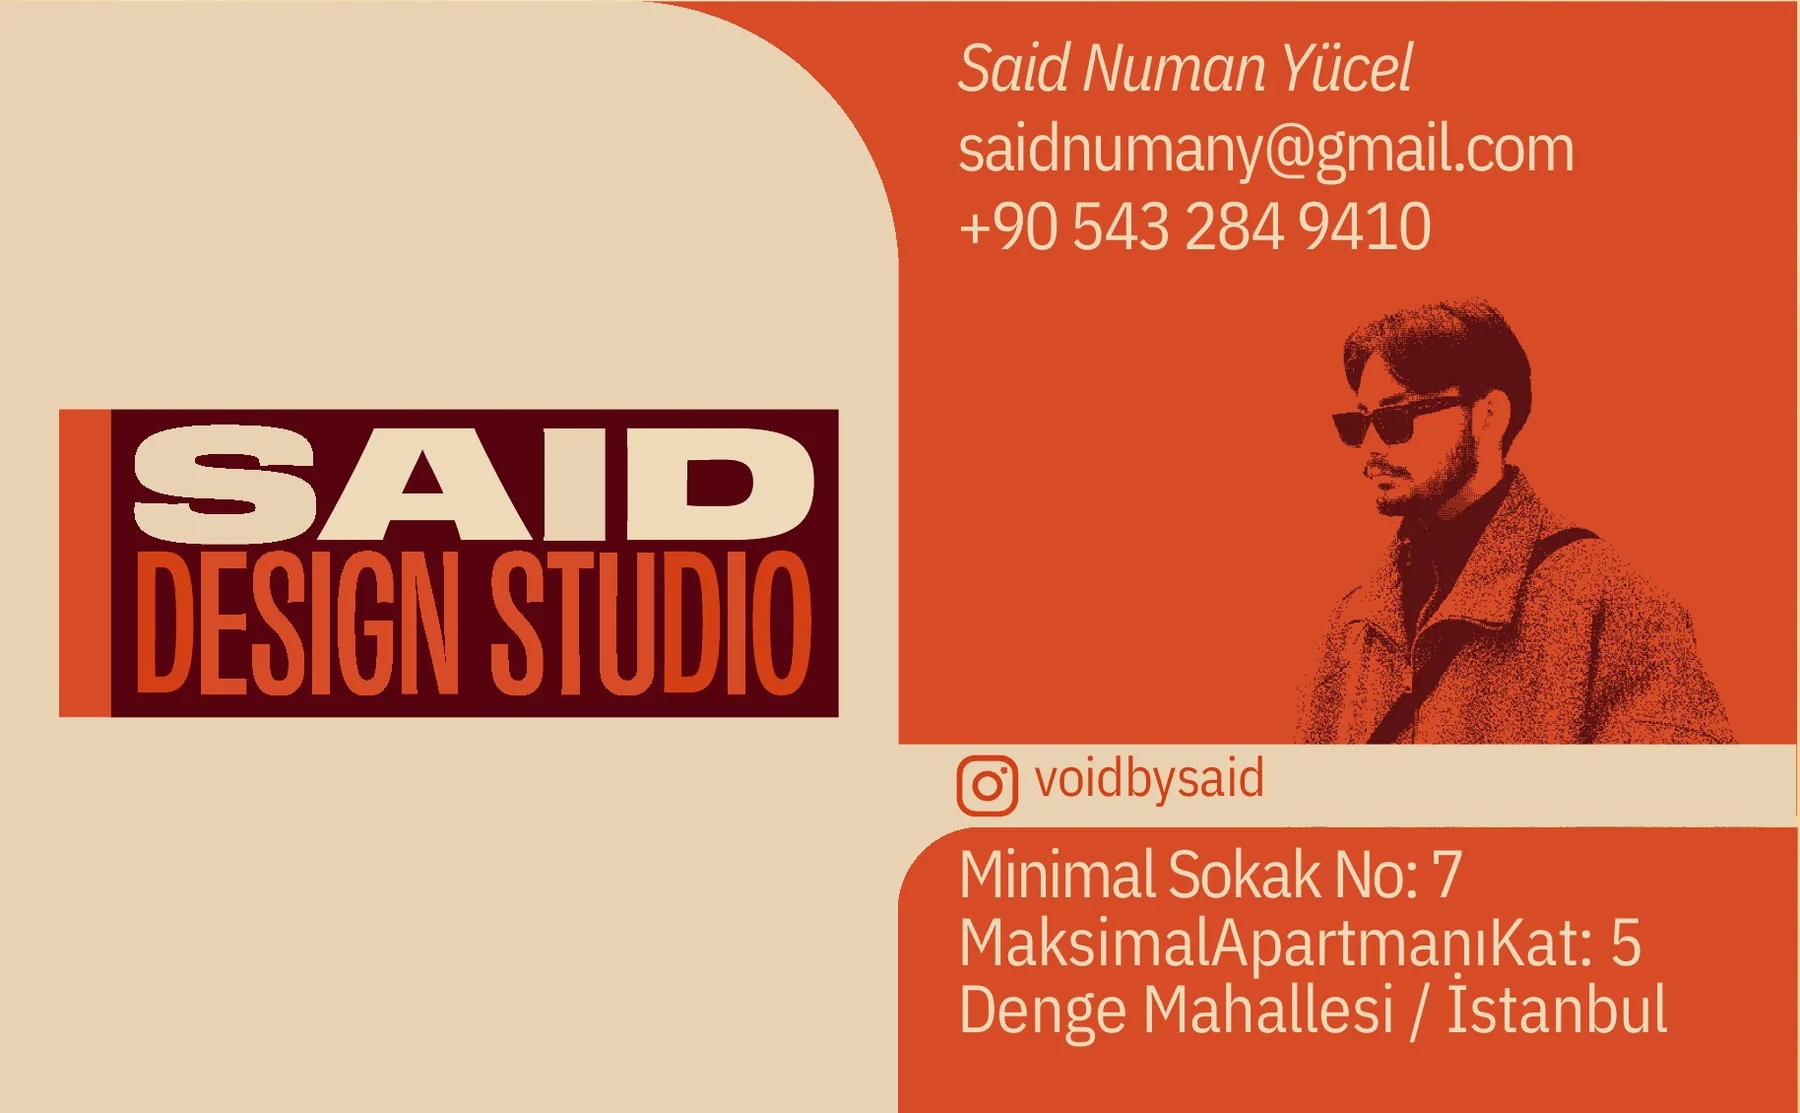 SAID
DESIGN STUDIO
Said Numan Yücel
saidnumany@gmail.com
+90 543 284 9410
voidbysaid
Minimal Sokak No: 7
MaksimalApartmanıKat: 5
Denge Mahallesi / İstanbul